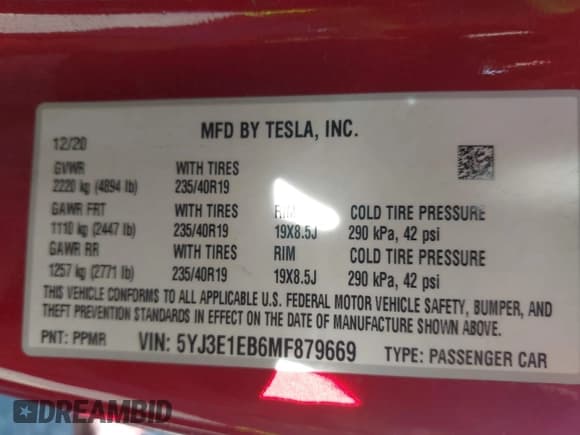 MFD BY TESLA, INC.
12/20
GVWR WITH TIRES
2220 kg (4894 lb) 235/40R19
GAWR FRT WITH TIRES RIM COLD TIRE PRESSURE
1110 kg (2447 lb) 235/40R19 19X8.5J 290 kPa, 42 psi
GAWR RR WITH TIRES RIM COLD TIRE PRESSURE
1257 kg (2771 lb) 235/40R19 19X8.5J 290 kPa, 42 psi
THIS VEHICLE CONFORMS TO ALL APPLICABLE U.S. FEDERAL MOTOR VEHICLE SAFETY, BUMPER, AND
THEFT PREVENTION STANDARDS IN EFFECT ON THE DATE OF MANUFACTURE SHOWN ABOVE.
PNT: PPMR VIN: 5YJ3E1EB6MF879669 TYPE: PASSENGER CAR
DREAMBID